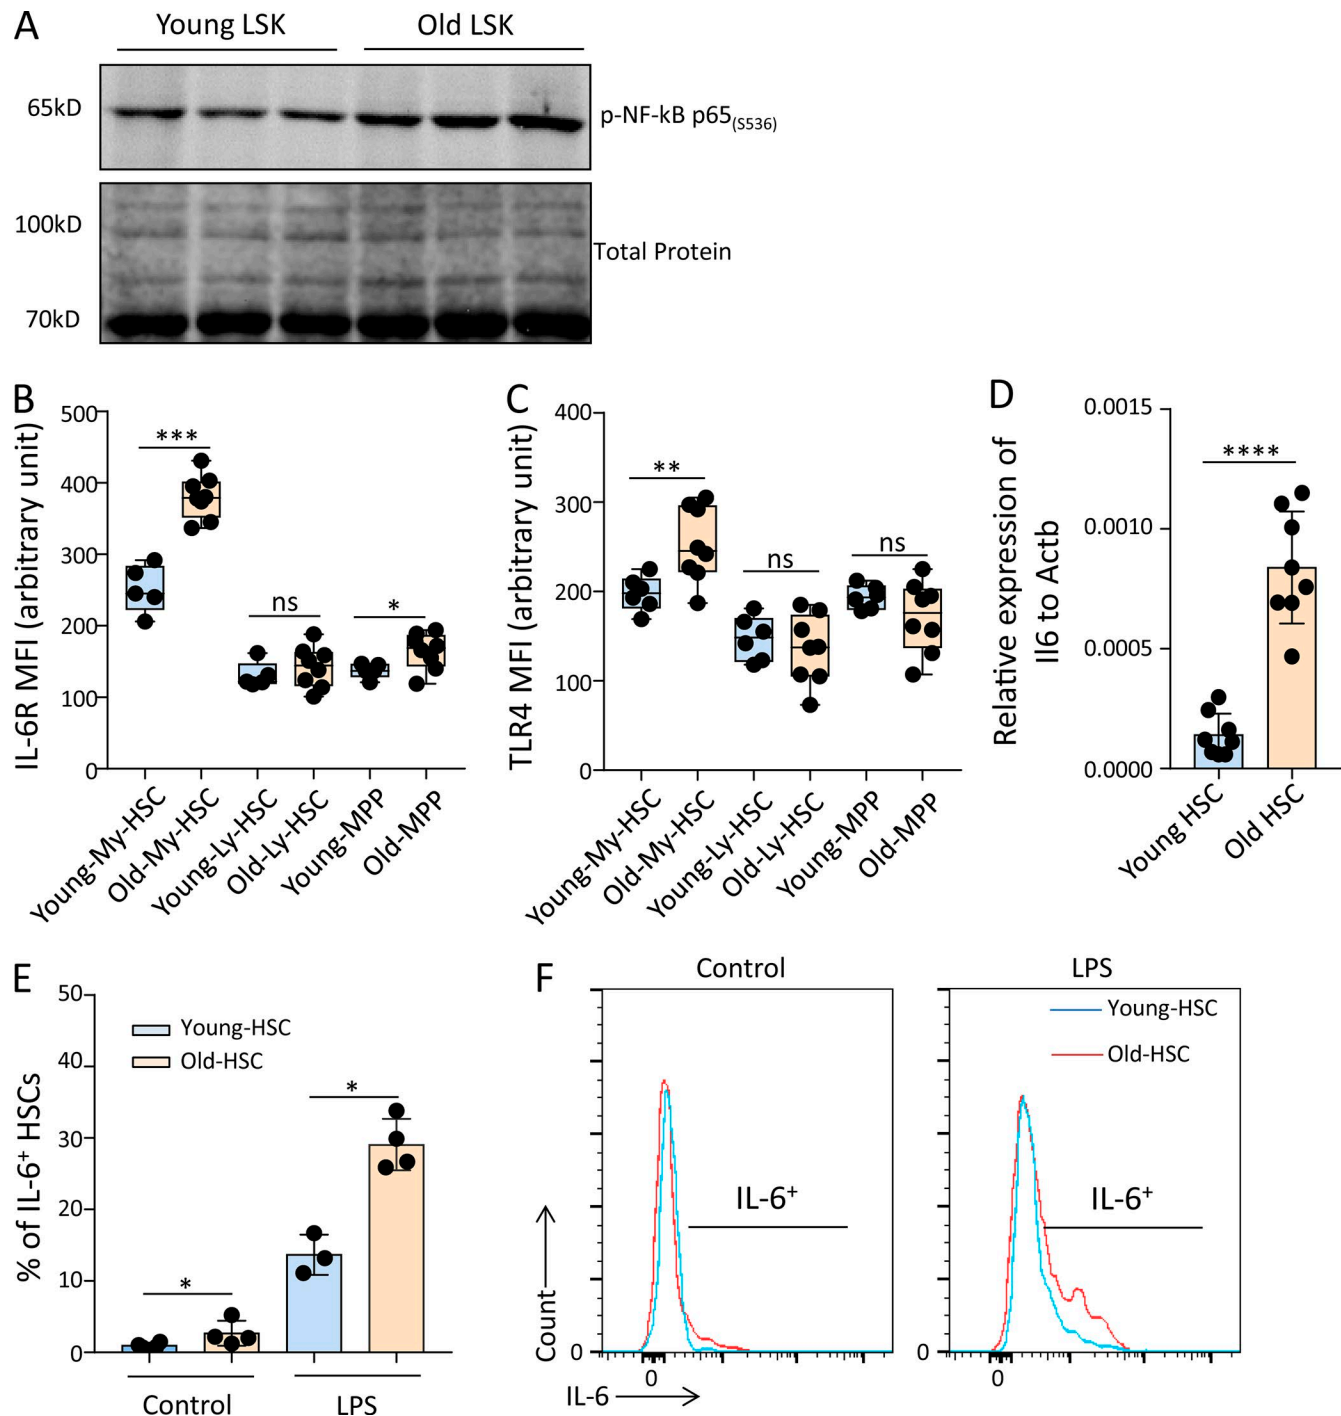 A
Young LSK
Old LSK
65kD
p-NF-kB p65(S536)
100kD
Total Protein
70kD
B
IL-6R MFI (arbitrary unit)
500
400
300
200
100
0
***
ns
*
Young-My-HSC
Old-My-HSC
Young-Ly-HSC
Old-Ly-HSC
Young-MPP
Old-MPP
C
TLR4 MFI (arbitrary unit)
400
300
200
100
0
**
ns
ns
Young-My-HSC
Old-My-HSC
Young-Ly-HSC
Old-Ly-HSC
Young-MPP
Old-MPP
D
Relative expression of
Il6 to Actb
0.0015
0.0010
0.0005
0.0000
****
Young HSC
Old HSC
E
% of IL-6+ HSCs
50
40
30
20
10
0
Young-HSC
Old-HSC
*
*
Control
LPS
F
Control
LPS
Young-HSC
Old-HSC
IL-6+
IL-6+
Count
0
0
0
0
IL-6